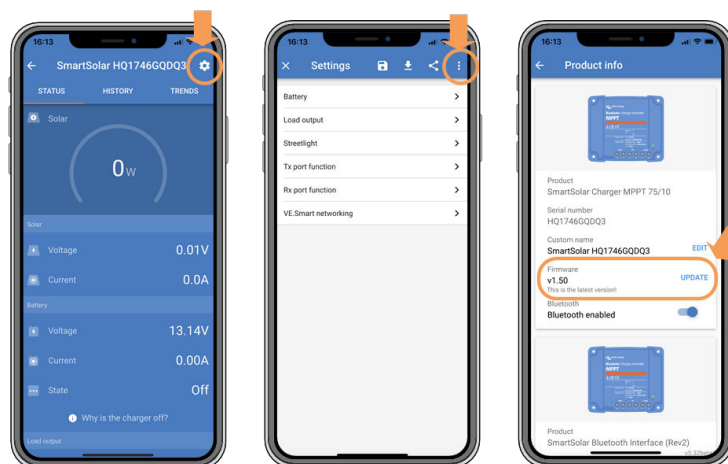 16:13
SmartSolar HQ1746GQDQ3
STATUS HISTORY TRENDS
Solar
0W
Solar
Voltage 0.01V
Current 0.0A
Battery
Voltage 13.14V
Current 0.00A
State Off
Why is the charger off?
Load output
16:13
Settings
Battery
Load output
Streetlight
Tx port function
Rx port function
VE.Smart networking
16:13
Product info
MPPT
Product
SmartSolar Charger MPPT 75/10
Serial number
HQ1746GQDQ3
Custom name
SmartSolar HQ1746GQDQ3 EDIT
Firmware
v1.50 UPDATE
This is the latest version!
Bluetooth
Bluetooth enabled
MPPT
Product
SmartSolar Bluetooth Interface (Rev2)